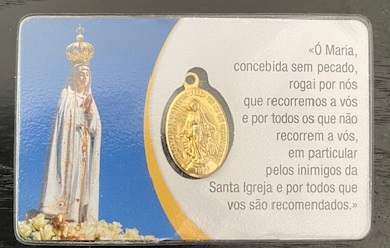 «Ó Maria,
concebida sem pecado,
rogai por nós
que recorremos a vós
e por todos os que não
recorrem a vós,
em particular
pelos inimigos da
Santa Igreja e por todos que
vos são recomendados.»